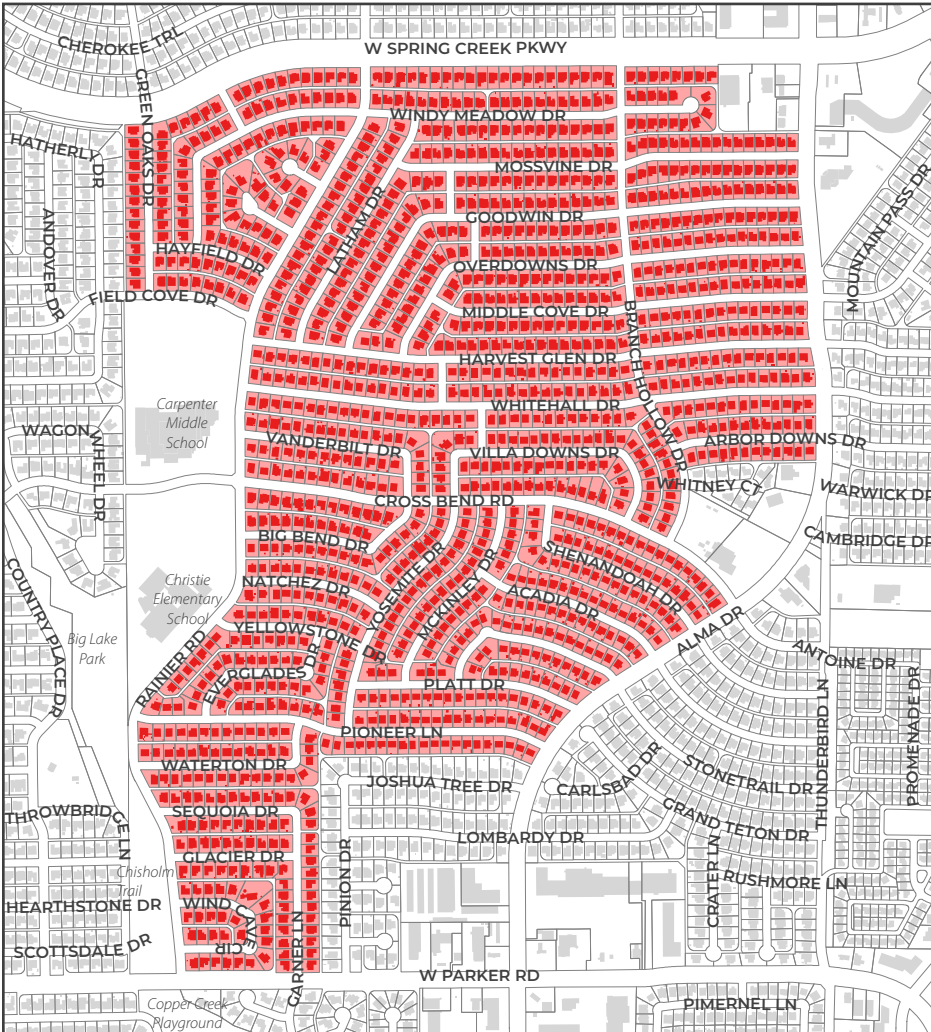 CHEROKEE TRL
W SPRING CREEK PKWY
GREEN OAKS DR
WINDY MEADOW DR
HATHERLY DR
MOSSVINE DR
MOUNTAIN PASS DR
ANDOVER DR
LATHAM DR
GOODWIN DR
HAYFIELD DR
OVERDOWNS DR
FIELD COVE DR
MIDDLE COVE DR
BRANCH HOLLOW DR
HARVEST GLEN DR
Carpenter
Middle
School
WHITEHALL DR
WAGON WHEEL DR
VANDERBILT DR
VILLA DOWNS DR
ARBOR DOWNS DR
WHITNEY CT
WARWICK DR
CROSS BEND RD
BIG BEND DR
CAMBRIDGE DR
SHENANDOAH DR
YOSEMITE DR
MCKINLEY DR
COUNTRY PLACE DR
Christie
Elementary
School
NATCHEZ DR
ACADIA DR
ALMA DR
Big Lake
Park
YELLOWSTONE DR
RAINIER RD
EVERGLADES DR
ANTOINE DR
PLATT DR
THUNDERBIRD LN
PROMENADE DR
PIONEER LN
WATERTON DR
JOSHUA TREE DR
CARLSBAD DR
STONETRAIL DR
THROWBRIDGE LN
SEQUOIA DR
LOMBARDY DR
GRAND TETON DR
GLACIER DR
Chisholm
Trail
PINION DR
CRATER LN
RUSHMORE LN
HEARTHSTONE DR
WIND CAVE CIR
SCOTTSDALE DR
GARNER LN
W PARKER RD
Copper Creek
Playground
PIMERNEL LN